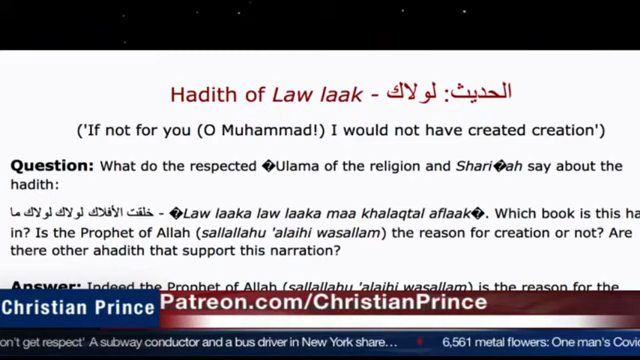 Hadith of Law laak - الحديث: لولاك
('If not for you (O Muhammad!) I would not have created creation')
Question: What do the respected �Ulama of the religion and Shari�ah say about the
hadith:
خلقت الأفلاك لولاك لولاك ما - �Law laaka law laaka maa khalaqtal aflaak�. Which book is this ha
in? Is the Prophet of Allah (sallallahu 'alaihi wasallam) the reason for creation or not? Are
there other ahadith that support this narration?
Answer: Indeed the Prophet of Allah (sallallahu 'alaihi wasallam) is the reason for the
Christian Prince
Patreon.com/ChristianPrince
on't get respect' A subway conductor and a bus driver in New York share… 6,561 metal flowers: One man's Covi